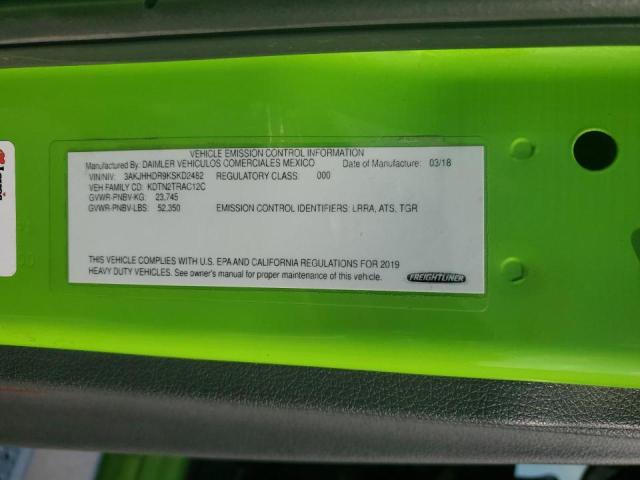 VEHICLE EMISSION CONTROL INFORMATION
Manufactured By: DAIMLER VEHICULOS COMERCIALES MEXICO Date of Manufacture: 03/18
VIN/NIV: 3AKJHHDR9KSKD2482 REGULATORY CLASS: 000
VEH FAMILY CD: KDTN2TRAC12C
GVWR-PNBV-KG: 23,745
GVWR-PNBV-LBS: 52,350 EMISSION CONTROL IDENTIFIERS: LRRA, ATS, TGR
THIS VEHICLE COMPLIES WITH U.S. EPA AND CALIFORNIA REGULATIONS FOR 2019
HEAVY DUTY VEHICLES. See owner's manual for proper maintenance of this vehicle.
FREIGHTLINER